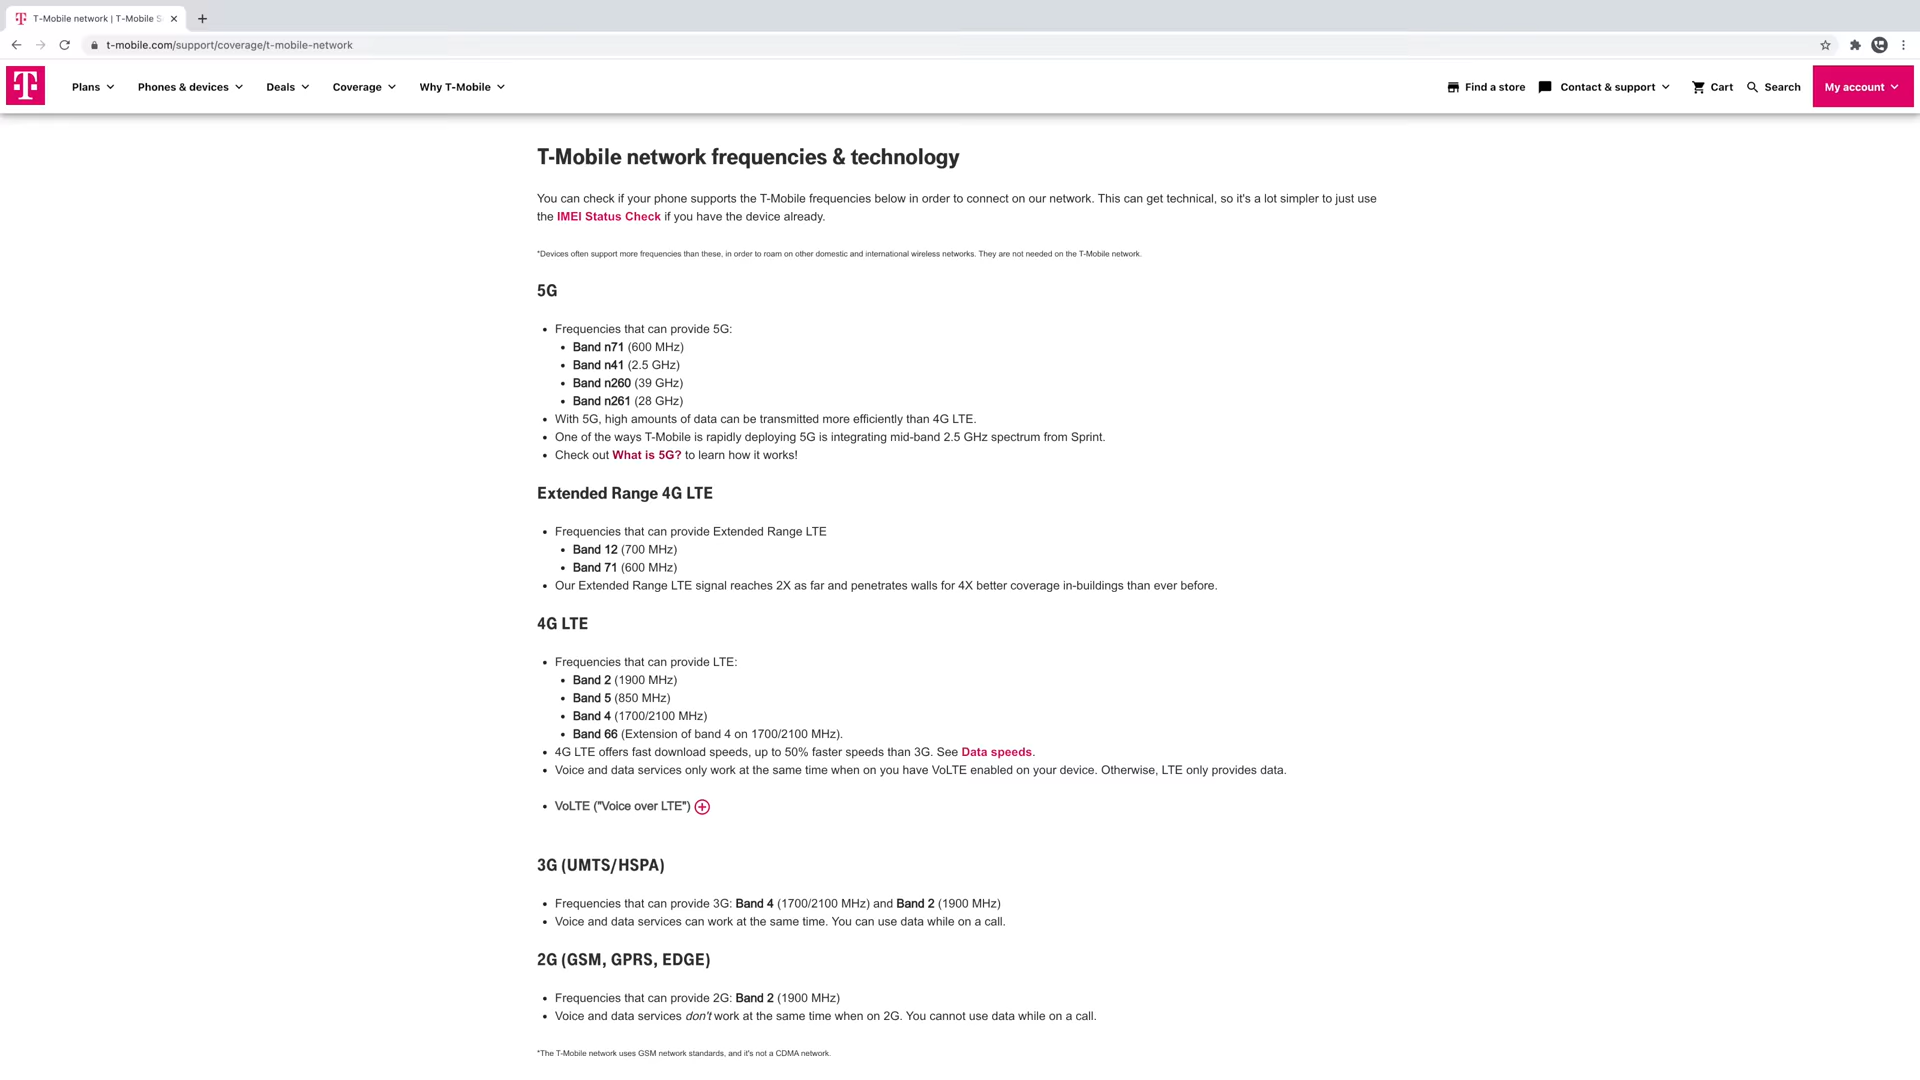 T-Mobile network | T-Mobile S
t-mobile.com/support/coverage/t-mobile-network
Plans
Phones & devices
Deals
Coverage
Why T-Mobile
Find a store
Contact & support
Cart
Search
My account
T-Mobile network frequencies & technology
You can check if your phone supports the T-Mobile frequencies below in order to connect on our network. This can get technical, so it's a lot simpler to just use
the IMEI Status Check if you have the device already.
*Devices often support more frequencies than these, in order to roam on other domestic and international wireless networks. They are not needed on the T-Mobile network.
5G
• Frequencies that can provide 5G:
• Band n71 (600 MHz)
• Band n41 (2.5 GHz)
• Band n260 (39 GHz)
• Band n261 (28 GHz)
• With 5G, high amounts of data can be transmitted more efficiently than 4G LTE.
• One of the ways T-Mobile is rapidly deploying 5G is integrating mid-band 2.5 GHz spectrum from Sprint.
• Check out What is 5G? to learn how it works!
Extended Range 4G LTE
• Frequencies that can provide Extended Range LTE
• Band 12 (700 MHz)
• Band 71 (600 MHz)
• Our Extended Range LTE signal reaches 2X as far and penetrates walls for 4X better coverage in-buildings than ever before.
4G LTE
• Frequencies that can provide LTE:
• Band 2 (1900 MHz)
• Band 5 (850 MHz)
• Band 4 (1700/2100 MHz)
• Band 66 (Extension of band 4 on 1700/2100 MHz).
• 4G LTE offers fast download speeds, up to 50% faster speeds than 3G. See Data speeds.
• Voice and data services only work at the same time when on you have VoLTE enabled on your device. Otherwise, LTE only provides data.
• VoLTE ("Voice over LTE")
3G (UMTS/HSPA)
• Frequencies that can provide 3G: Band 4 (1700/2100 MHz) and Band 2 (1900 MHz)
• Voice and data services can work at the same time. You can use data while on a call.
2G (GSM, GPRS, EDGE)
• Frequencies that can provide 2G: Band 2 (1900 MHz)
• Voice and data services don't work at the same time when on 2G. You cannot use data while on a call.
*The T-Mobile network uses GSM network standards, and it's not a CDMA network.